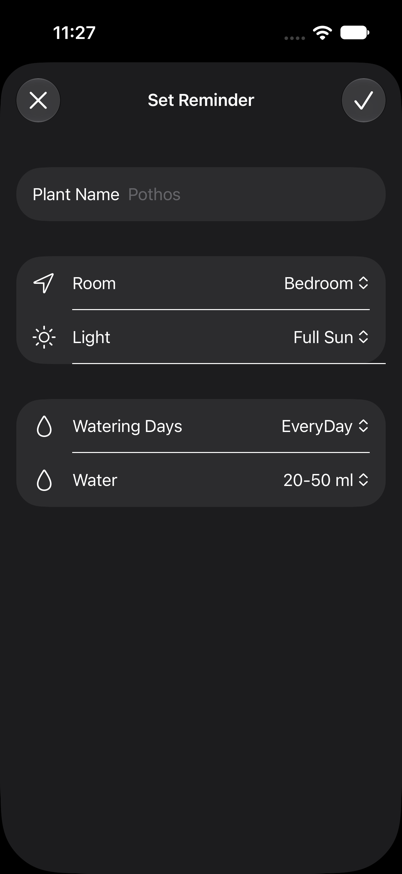 11:27
Set Reminder
Plant Name Pothos
Room Bedroom
Light Full Sun
Watering Days EveryDay
Water 20-50 ml